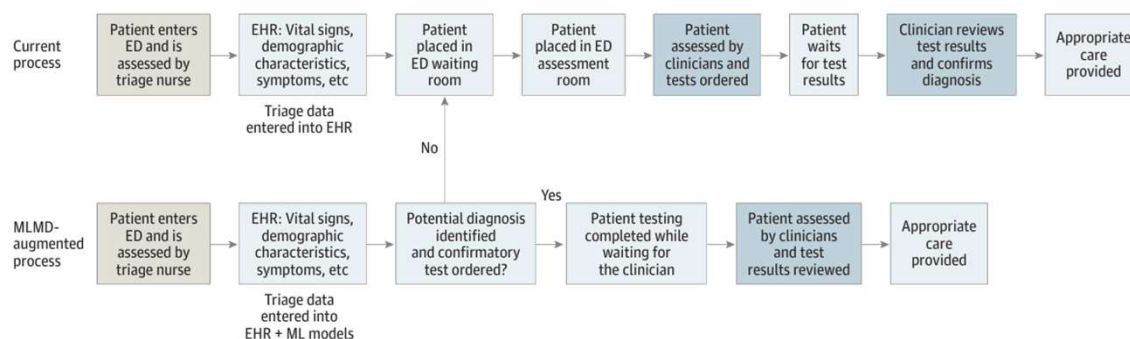 Current
process
Patient enters
ED and is
assessed by
triage nurse
EHR: Vital signs,
demographic
characteristics,
symptoms, etc
Triage data
entered into EHR
Patient
placed in
ED waiting
room
Patient
placed in ED
assessment
room
Patient
assessed by
clinicians and
tests ordered
Patient
waits
for test
results
Clinician reviews
test results
and confirms
diagnosis
Appropriate
care
provided
No
Yes
MLMD-
augmented
process
Patient enters
ED and is
assessed by
triage nurse
EHR: Vital signs,
demographic
characteristics,
symptoms, etc
Triage data
entered into
EHR + ML models
Potential diagnosis
identified
and confirmatory
test ordered?
Patient testing
completed while
waiting for
the clinician
Patient assessed
by clinicians
and test
results reviewed
Appropriate
care
provided